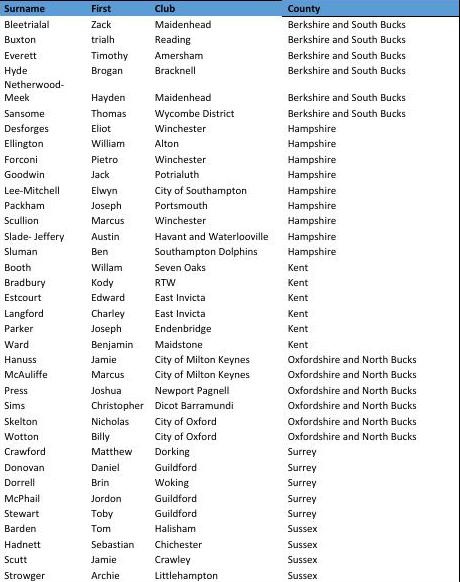 Surname First Club County
Bleetrialal Zack Maidenhead Berkshire and South Bucks
Buxton trialh Reading Berkshire and South Bucks
Everett Timothy Amersham Berkshire and South Bucks
Hyde Brogan Bracknell Berkshire and South Bucks
Netherwood-
Meek Hayden Maidenhead Berkshire and South Bucks
Sansome Thomas Wycombe District Berkshire and South Bucks
Desforges Eliot Winchester Hampshire
Ellington William Alton Hampshire
Forconi Pietro Winchester Hampshire
Goodwin Jack Potrialuth Hampshire
Lee-Mitchell Elwyn City of Southampton Hampshire
Packham Joseph Portsmouth Hampshire
Scullion Marcus Winchester Hampshire
Slade- Jeffery Austin Havant and Waterlooville Hampshire
Sluman Ben Southampton Dolphins Hampshire
Booth Willam Seven Oaks Kent
Bradbury Kody RTW Kent
Estcourt Edward East Invicta Kent
Langford Charley East Invicta Kent
Parker Joseph Endenbridge Kent
Ward Benjamin Maidstone Kent
Hanuss Jamie City of Milton Keynes Oxfordshire and North Bucks
McAuliffe Marcus City of Milton Keynes Oxfordshire and North Bucks
Press Joshua Newport Pagnell Oxfordshire and North Bucks
Sims Christopher Dicot Barramundi Oxfordshire and North Bucks
Skelton Nicholas City of Oxford Oxfordshire and North Bucks
Wotton Billy City of Oxford Oxfordshire and North Bucks
Crawford Matthew Dorking Surrey
Donovan Daniel Guildford Surrey
Dorrell Brin Woking Surrey
McPhail Jordon Guildford Surrey
Stewart Toby Guildford Surrey
Barden Tom Halisham Sussex
Hadnett Sebastian Chichester Sussex
Scutt Jamie Crawley Sussex
Strowger Archie Littlehampton Sussex